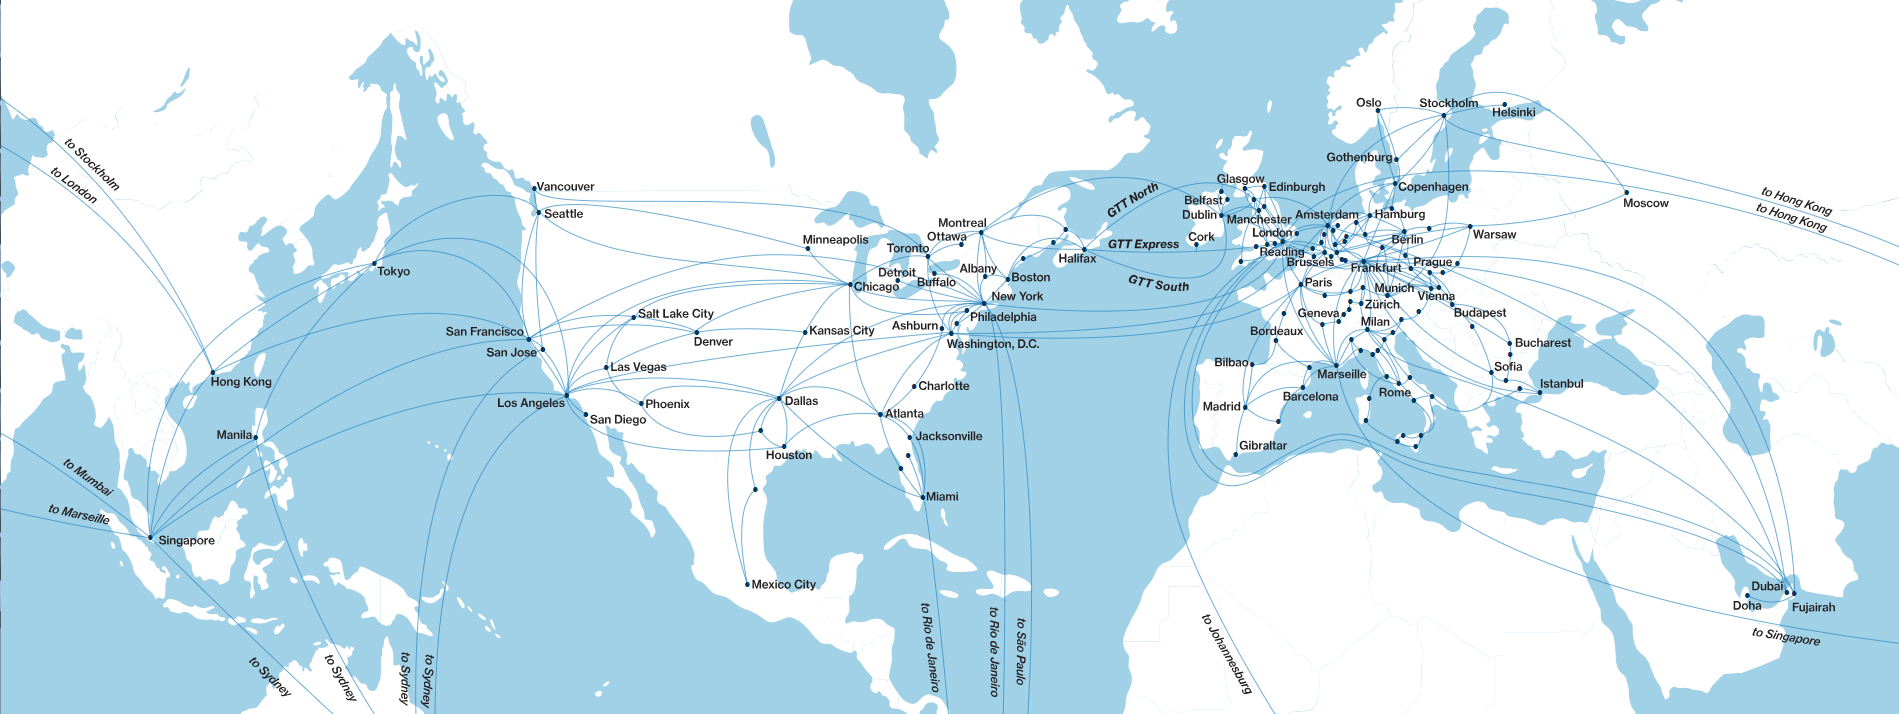 to Stockholm
to London
Tokyo
Hong Kong
Manila
to Mumbai
to Marseille
Singapore
to Sydney
to Sydney
to Sydney
to Sydney
Vancouver
Seattle
San Francisco
San Jose
Los Angeles
San Diego
Salt Lake City
Denver
Las Vegas
Phoenix
Minneapolis
Chicago
Kansas City
Dallas
Houston
Mexico City
Montreal
Ottawa
Toronto
Detroit
Buffalo
Albany
Boston
New York
Philadelphia
Ashburn
Washington, D.C.
Charlotte
Atlanta
Jacksonville
Miami
Halifax
to Rio de Janeiro
to Rio de Janeiro
to São Paulo
GTT North
GTT Express
GTT South
Glasgow
Edinburgh
Belfast
Dublin
Manchester
Cork
London
Reading
Amsterdam
Brussels
Oslo
Stockholm
Helsinki
Gothenburg
Copenhagen
Hamburg
Berlin
Warsaw
Moscow
to Hong Kong
to Hong Kong
Frankfurt
Prague
Paris
Munich
Vienna
Zürich
Geneva
Budapest
Milan
Bordeaux
Bucharest
Bilbao
Marseille
Sofia
Istanbul
Barcelona
Rome
Madrid
Gibraltar
to Johannesburg
Dubai
Doha
Fujairah
to Singapore